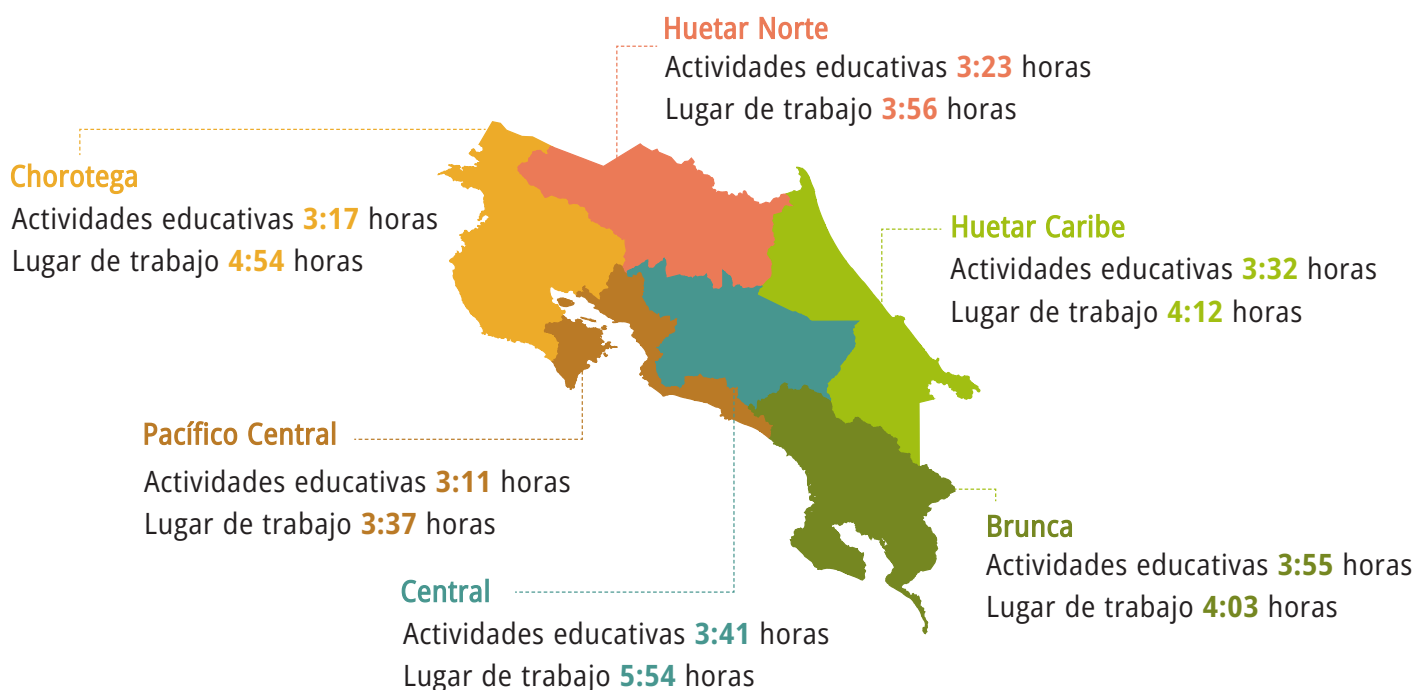 Huetar Norte
Actividades educativas 3:23 horas
Lugar de trabajo 3:56 horas
Chorotega
Actividades educativas 3:17 horas
Lugar de trabajo 4:54 horas
Huetar Caribe
Actividades educativas 3:32 horas
Lugar de trabajo 4:12 horas
Pacífico Central
Actividades educativas 3:11 horas
Lugar de trabajo 3:37 horas
Brunca
Actividades educativas 3:55 horas
Lugar de trabajo 4:03 horas
Central
Actividades educativas 3:41 horas
Lugar de trabajo 5:54 horas